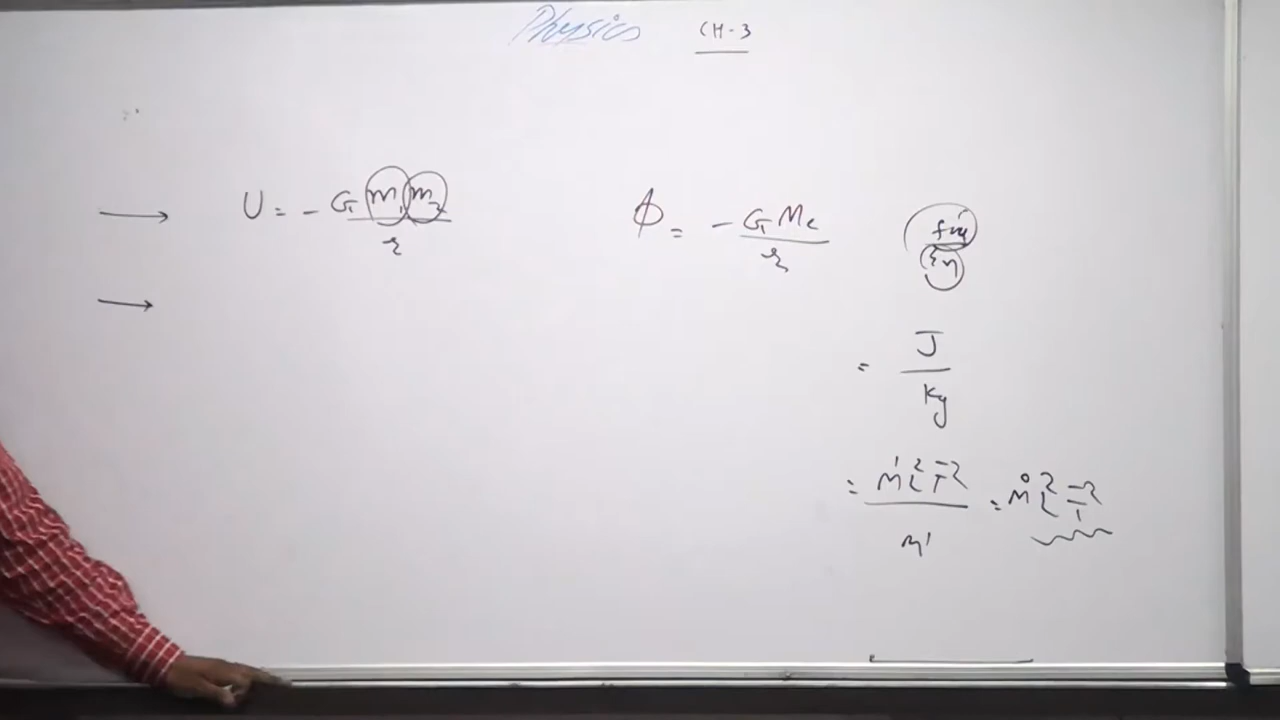 Physics CH-3
U = - G m₁ m₂ / r
φ = - G Me / r
= J / Kg
= M¹ L² T⁻² / M¹ = M⁰ L² T⁻²